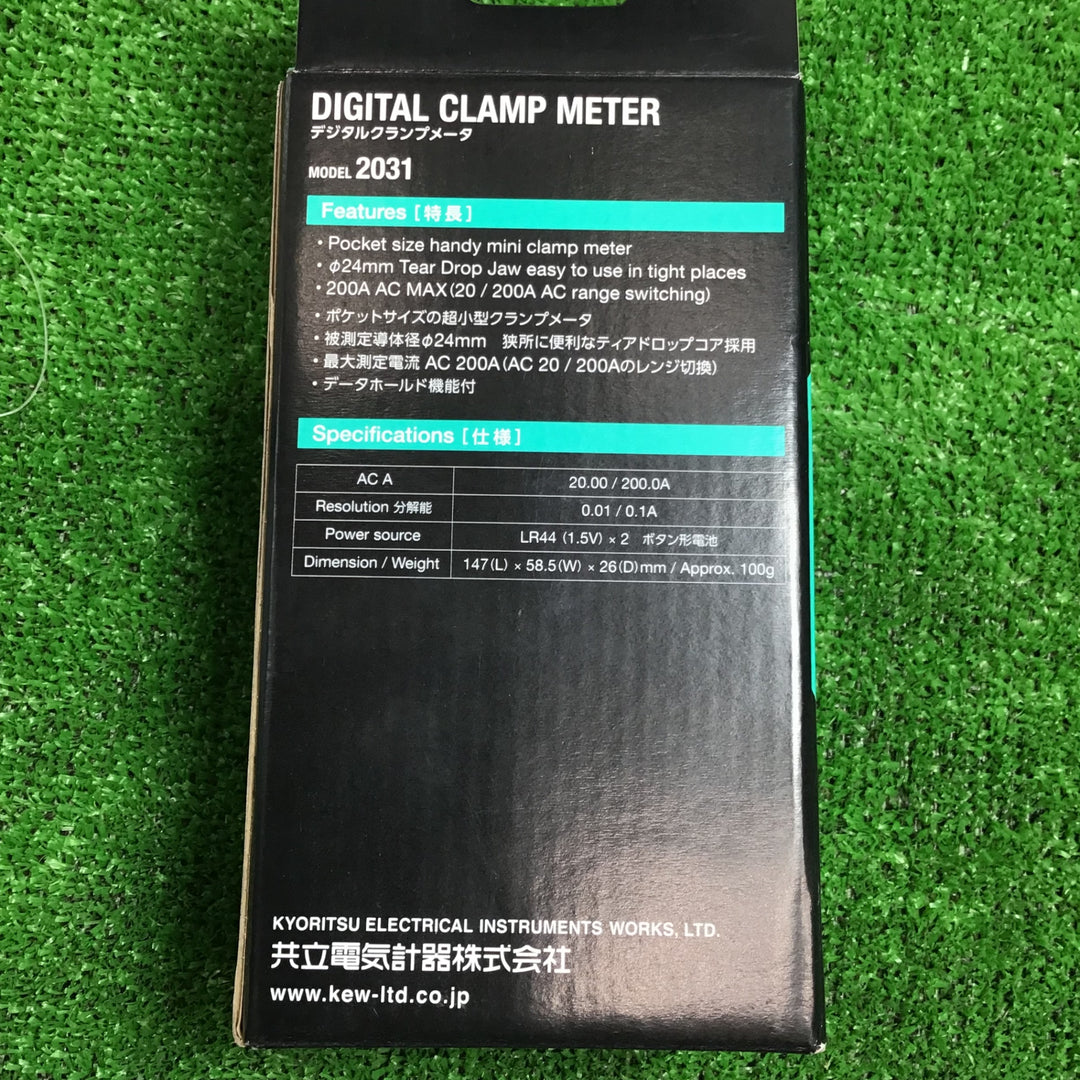 DIGITAL CLAMP METER
デジタルクランプメータ
MODEL 2031
Features [特長]
・Pocket size handy mini clamp meter
・φ24mm Tear Drop Jaw easy to use in tight places
・200A AC MAX(20 / 200A AC range switching)
・ポケットサイズの超小型クランプメータ
・被測定導体径φ24mm 狭所に便利なティアドロップコア採用
・最大測定電流 AC 200A(AC 20 / 200Aのレンジ切換)
・データホールド機能付
Specifications [仕様]
AC A 20.00 / 200.0A
Resolution 分解能 0.01 / 0.1A
Power source LR44 (1.5V) × 2 ボタン形電池
Dimension / Weight 147(L) × 58.5(W) × 26(D)mm / Approx. 100g
KYORITSU ELECTRICAL INSTRUMENTS WORKS, LTD.
共立電気計器株式会社
www.kew-ltd.co.jp